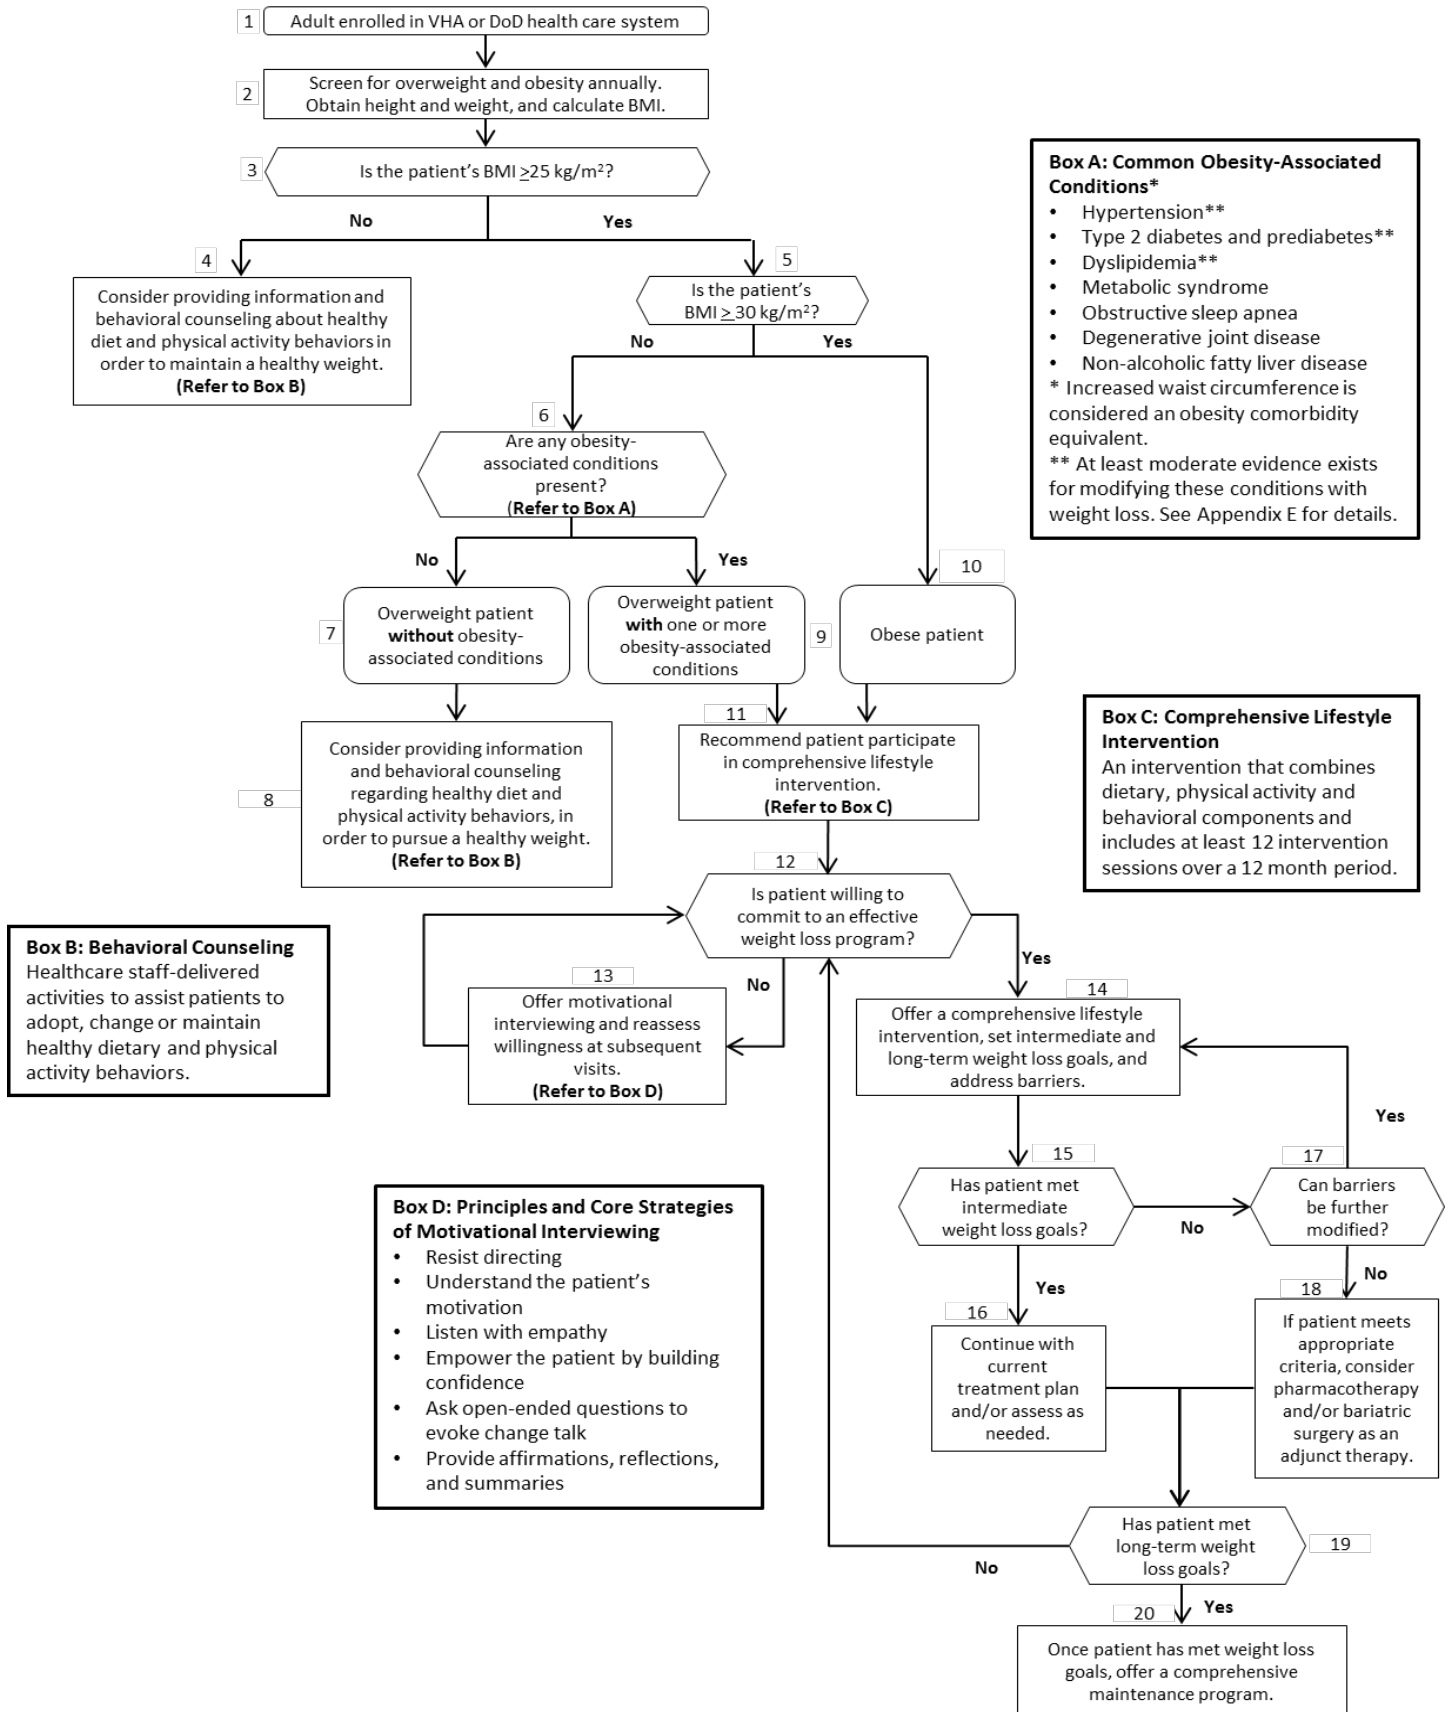 1
Adult enrolled in VHA or DoD health care system
2
Screen for overweight and obesity annually.
Obtain height and weight, and calculate BMI.
3
Is the patient's BMI ≥25 kg/m²?
No
Yes
4
Consider providing information and
behavioral counseling about healthy
diet and physical activity behaviors in
order to maintain a healthy weight.
(Refer to Box B)
5
Is the patient's
BMI ≥ 30 kg/m²?
No
Yes
6
Are any obesity-
associated conditions
present?
(Refer to Box A)
No
Yes
7
Overweight patient
without obesity-
associated conditions
8
Consider providing information
and behavioral counseling
regarding healthy diet and
physical activity behaviors, in
order to pursue a healthy weight.
(Refer to Box B)
9
Overweight patient
with one or more
obesity-associated
conditions
10
Obese patient
11
Recommend patient participate
in comprehensive lifestyle
intervention.
(Refer to Box C)
12
Is patient willing to
commit to an effective
weight loss program?
No
Yes
13
Offer motivational
interviewing and reassess
willingness at subsequent
visits.
(Refer to Box D)
14
Offer a comprehensive lifestyle
intervention, set intermediate and
long-term weight loss goals, and
address barriers.
15
Has patient met
intermediate
weight loss goals?
No
Yes
16
Continue with
current
treatment plan
and/or assess as
needed.
17
Can barriers
be further
modified?
Yes
No
18
If patient meets
appropriate
criteria, consider
pharmacotherapy
and/or bariatric
surgery as an
adjunct therapy.
19
Has patient met
long-term weight
loss goals?
No
Yes
20
Once patient has met weight loss
goals, offer a comprehensive
maintenance program.
Box A: Common Obesity-Associated
Conditions*
• Hypertension**
• Type 2 diabetes and prediabetes**
• Dyslipidemia**
• Metabolic syndrome
• Obstructive sleep apnea
• Degenerative joint disease
• Non-alcoholic fatty liver disease
* Increased waist circumference is
considered an obesity comorbidity
equivalent.
** At least moderate evidence exists
for modifying these conditions with
weight loss. See Appendix E for details.
Box C: Comprehensive Lifestyle
Intervention
An intervention that combines
dietary, physical activity and
behavioral components and
includes at least 12 intervention
sessions over a 12 month period.
Box B: Behavioral Counseling
Healthcare staff-delivered
activities to assist patients to
adopt, change or maintain
healthy dietary and physical
activity behaviors.
Box D: Principles and Core Strategies
of Motivational Interviewing
• Resist directing
• Understand the patient's
motivation
• Listen with empathy
• Empower the patient by building
confidence
• Ask open-ended questions to
evoke change talk
• Provide affirmations, reflections,
and summaries